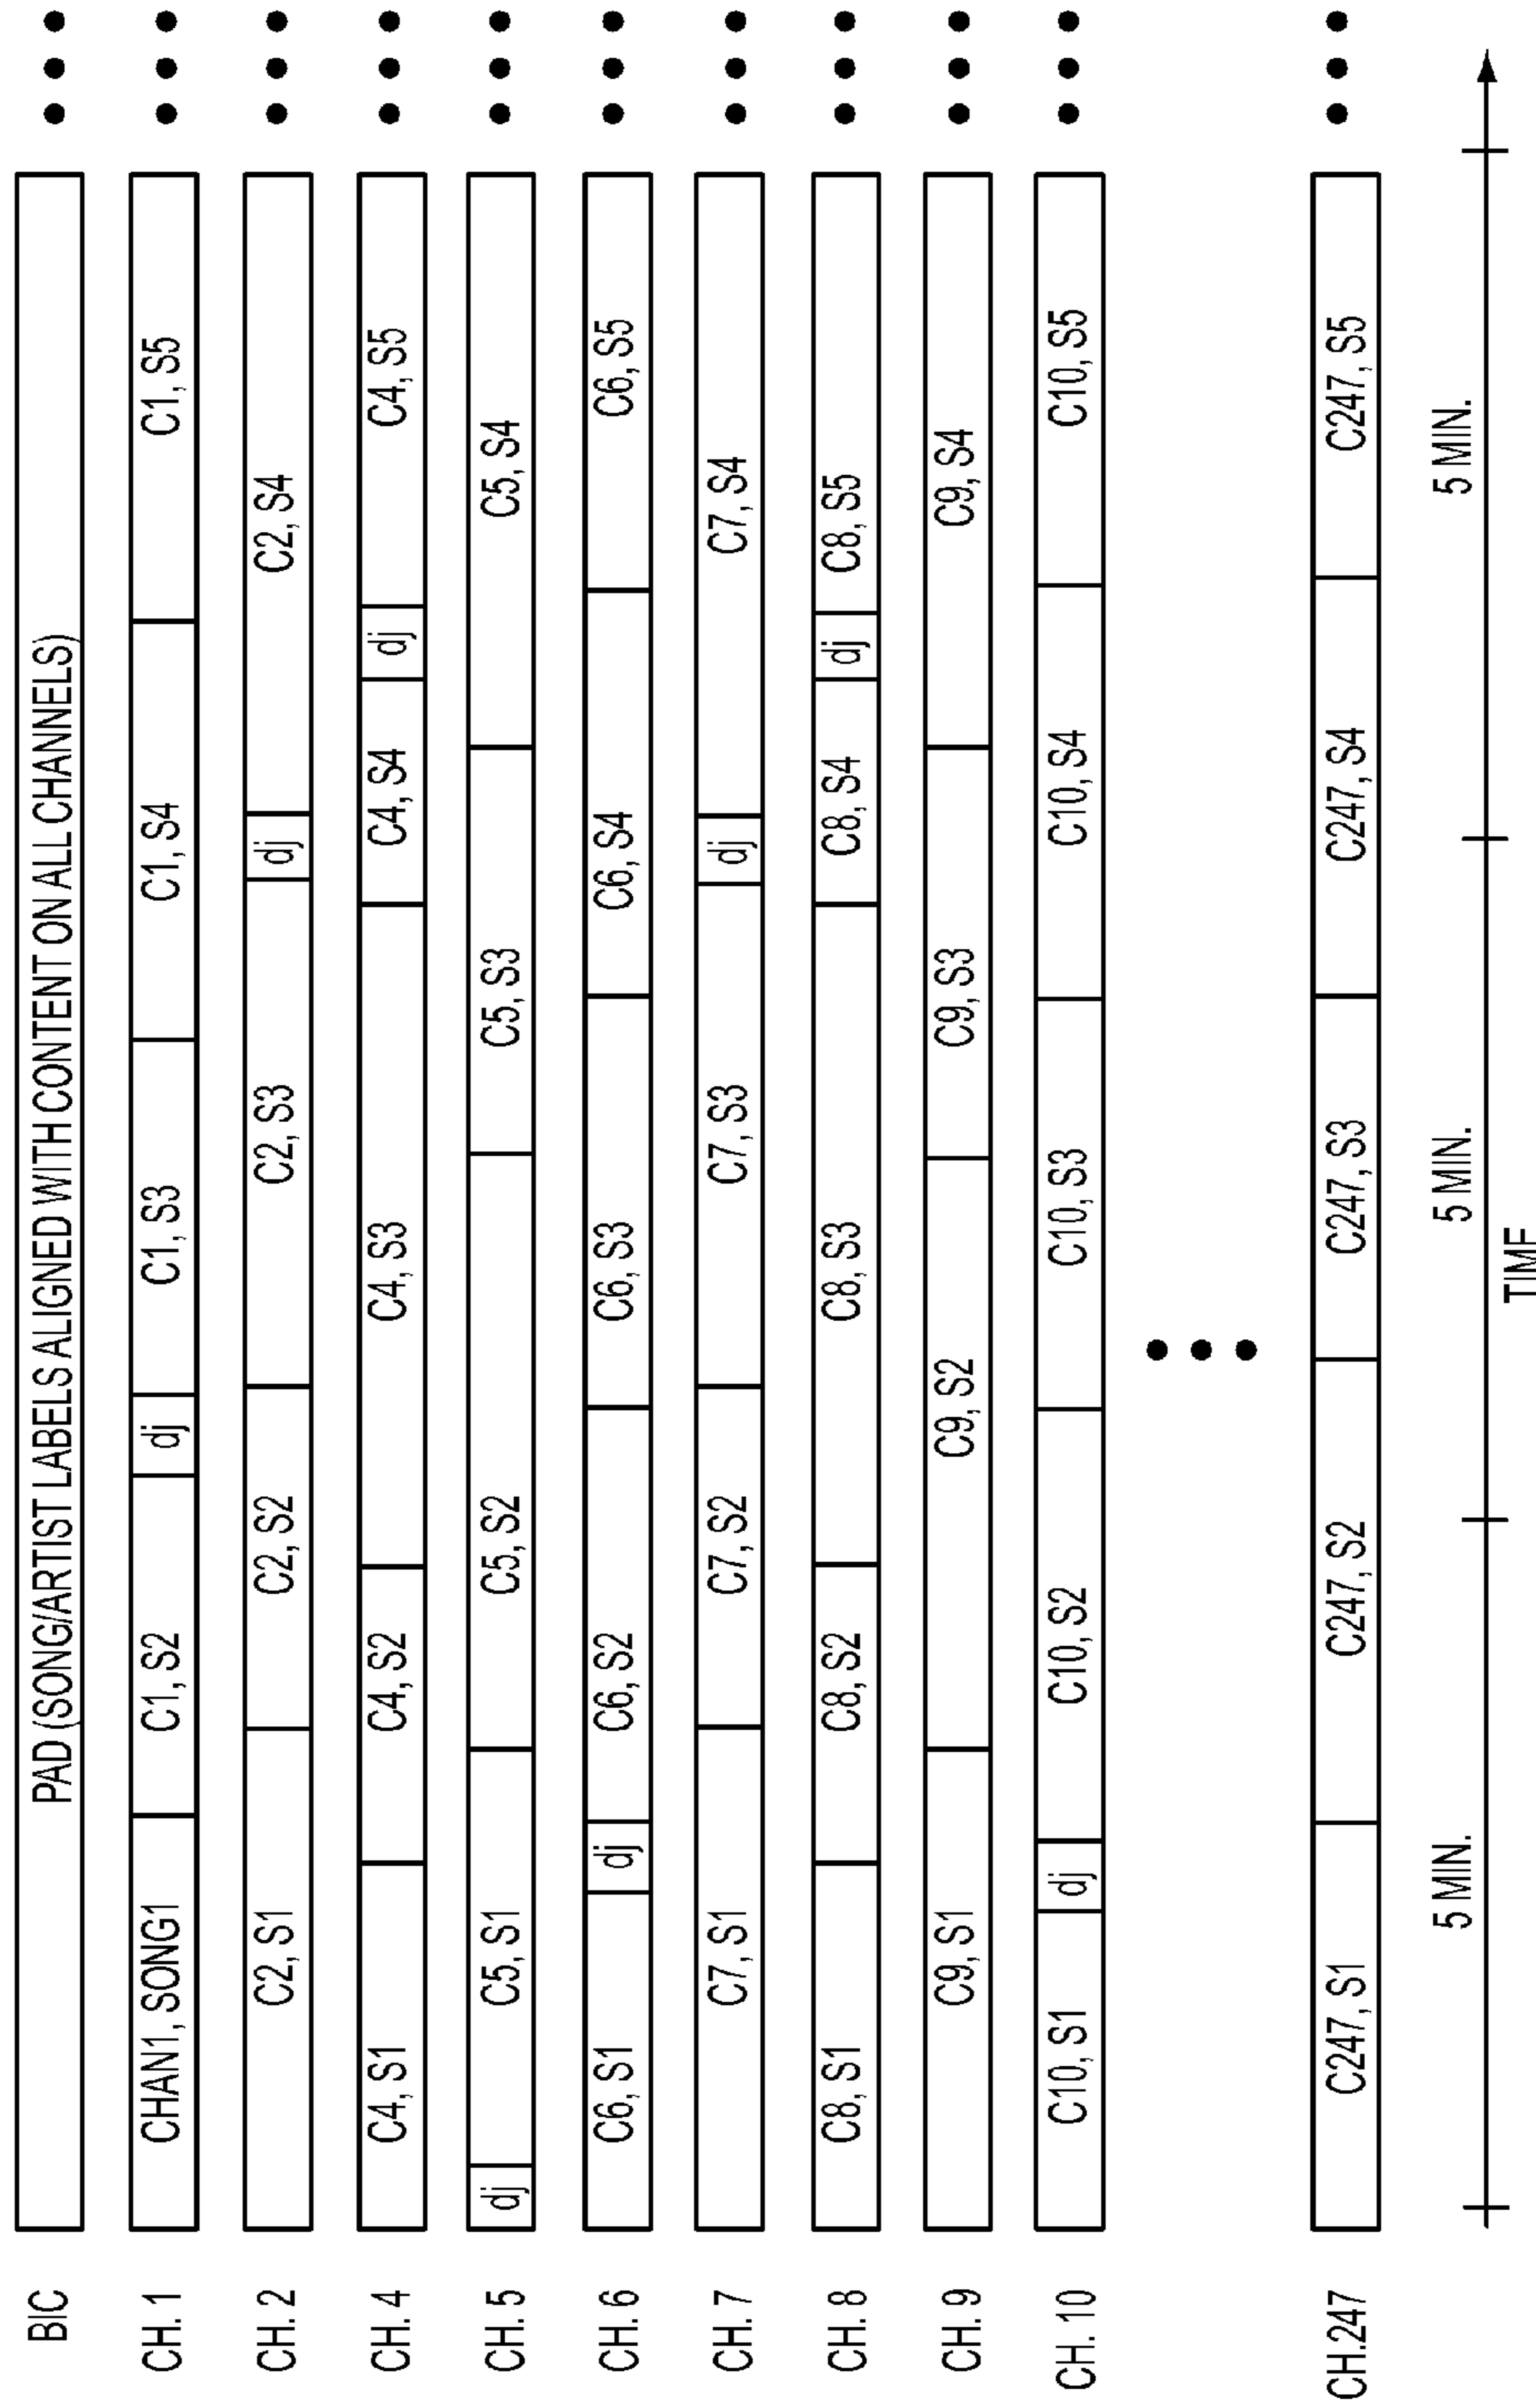 BIC
PAD (SONG/ARTIST LABELS ALIGNED WITH CONTENT ON ALL CHANNELS)
CH. 1
CHAN1, SONG1
C1, S2
dj
C1, S3
C1, S4
C1, S5
CH. 2
C2, S1
C2, S2
C2, S3
dj
C2, S4
CH. 4
C4, S1
C4, S2
C4, S3
C4, S4
dj
C4, S5
CH. 5
dj
C5, S1
C5, S2
C5, S3
C5, S4
CH. 6
C6, S1
dj
C6, S2
C6, S3
C6, S4
C6, S5
CH. 7
C7, S1
C7, S2
C7, S3
dj
C7, S4
CH. 8
C8, S1
C8, S2
C8, S3
C8, S4
dj
C8, S5
CH. 9
C9, S1
C9, S2
C9, S3
C9, S4
CH. 10
C10, S1
dj
C10, S2
C10, S3
C10, S4
C10, S5
CH.247
C247, S1
C247, S2
C247, S3
C247, S4
C247, S5
5 MIN.
5 MIN.
5 MIN.
TIME